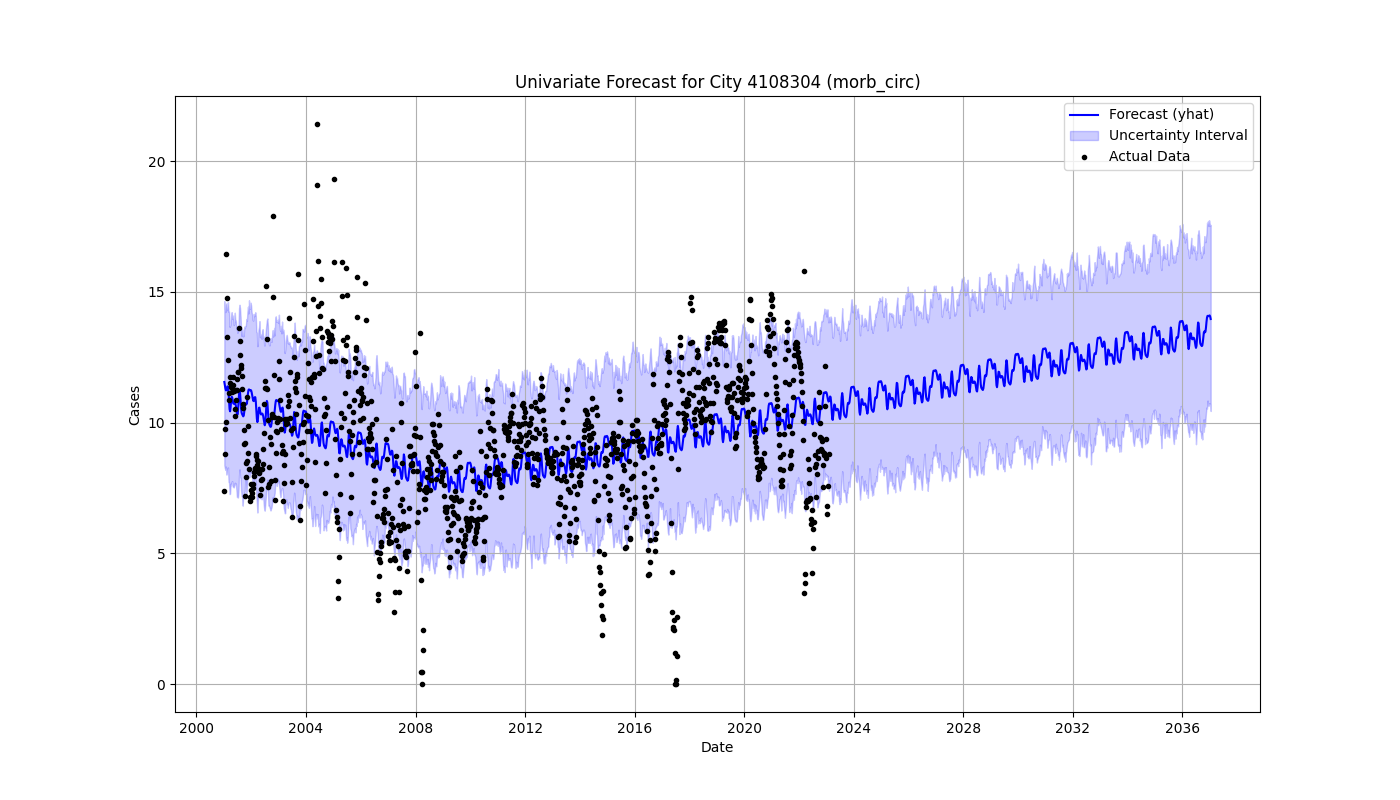 Univariate Forecast for City 4108304 (morb_circ)
Forecast (yhat)
Uncertainty Interval
Actual Data
Cases
20
15
10
5
0
2000 2004 2008 2012 2016 2020 2024 2028 2032 2036
Date